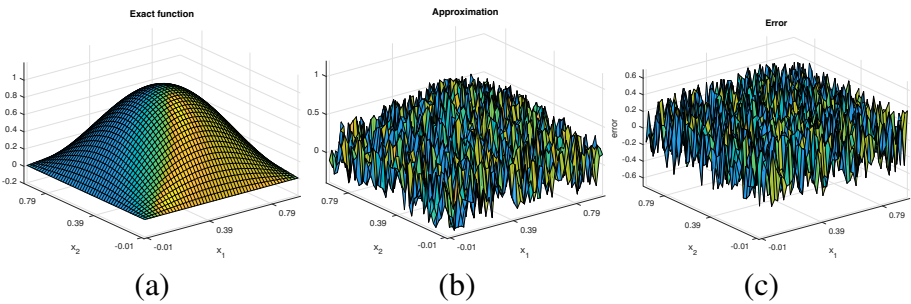 Exact function
1
0.8
0.6
0.4
0.2
0
-0.2
0.79
0.39
-0.01
-0.01
0.39
0.79
x2
x1
(a)
Approximation
1
0.5
0
0.79
0.39
-0.01
-0.01
0.39
0.79
x2
x1
(b)
Error
error
0.6
0.4
0.2
0
-0.2
-0.4
-0.6
0.79
0.39
-0.01
-0.01
0.39
0.79
x2
x1
(c)